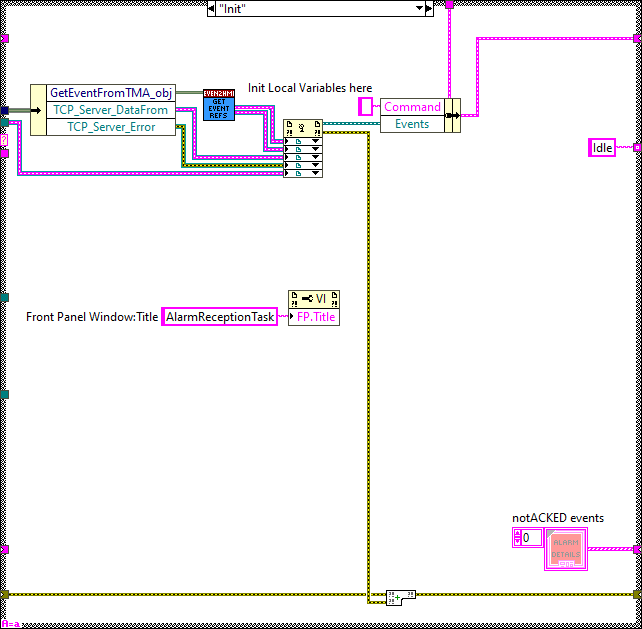 "Init"
GetEventFromTMA_obj
TCP_Server_DataFrom
TCP_Server_Error
EVEN2HMI
GET
EVENT
REFS
Init Local Variables here
Command
Events
Idle
Front Panel Window:Title
AlarmReceptionTask
VI
FP.Title
notACKED events
0
ALARM
DETAILS
A=a